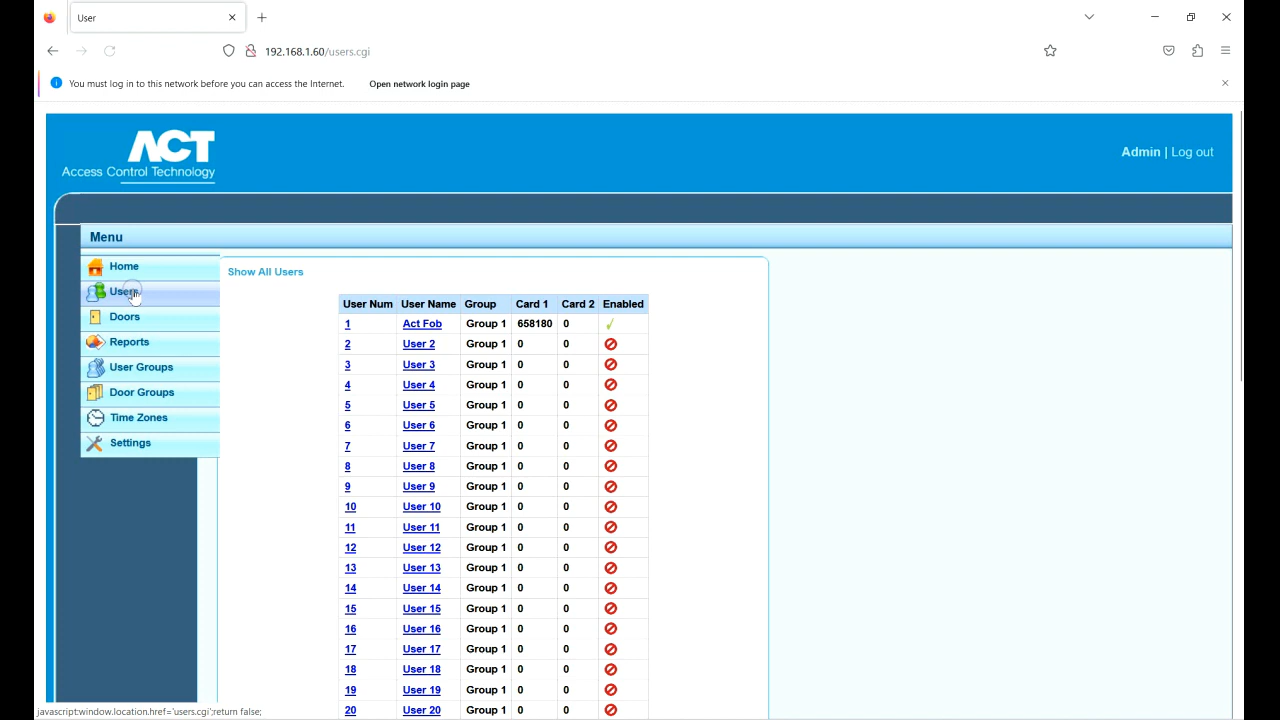 User
192.168.1.60/users.cgi
You must log in to this network before you can access the Internet. Open network login page
ACT
Access Control Technology
Admin | Log out
Menu
Home
Users
Doors
Reports
User Groups
Door Groups
Time Zones
Settings
Show All Users
User Num User Name Group Card 1 Card 2 Enabled
1 Act Fob Group 1 658180 0
2 User 2 Group 1 0 0
3 User 3 Group 1 0 0
4 User 4 Group 1 0 0
5 User 5 Group 1 0 0
6 User 6 Group 1 0 0
7 User 7 Group 1 0 0
8 User 8 Group 1 0 0
9 User 9 Group 1 0 0
10 User 10 Group 1 0 0
11 User 11 Group 1 0 0
12 User 12 Group 1 0 0
13 User 13 Group 1 0 0
14 User 14 Group 1 0 0
15 User 15 Group 1 0 0
16 User 16 Group 1 0 0
17 User 17 Group 1 0 0
18 User 18 Group 1 0 0
19 User 19 Group 1 0 0
20 User 20 Group 1 0 0
javascript:window.location.href='users.cgi';return false;